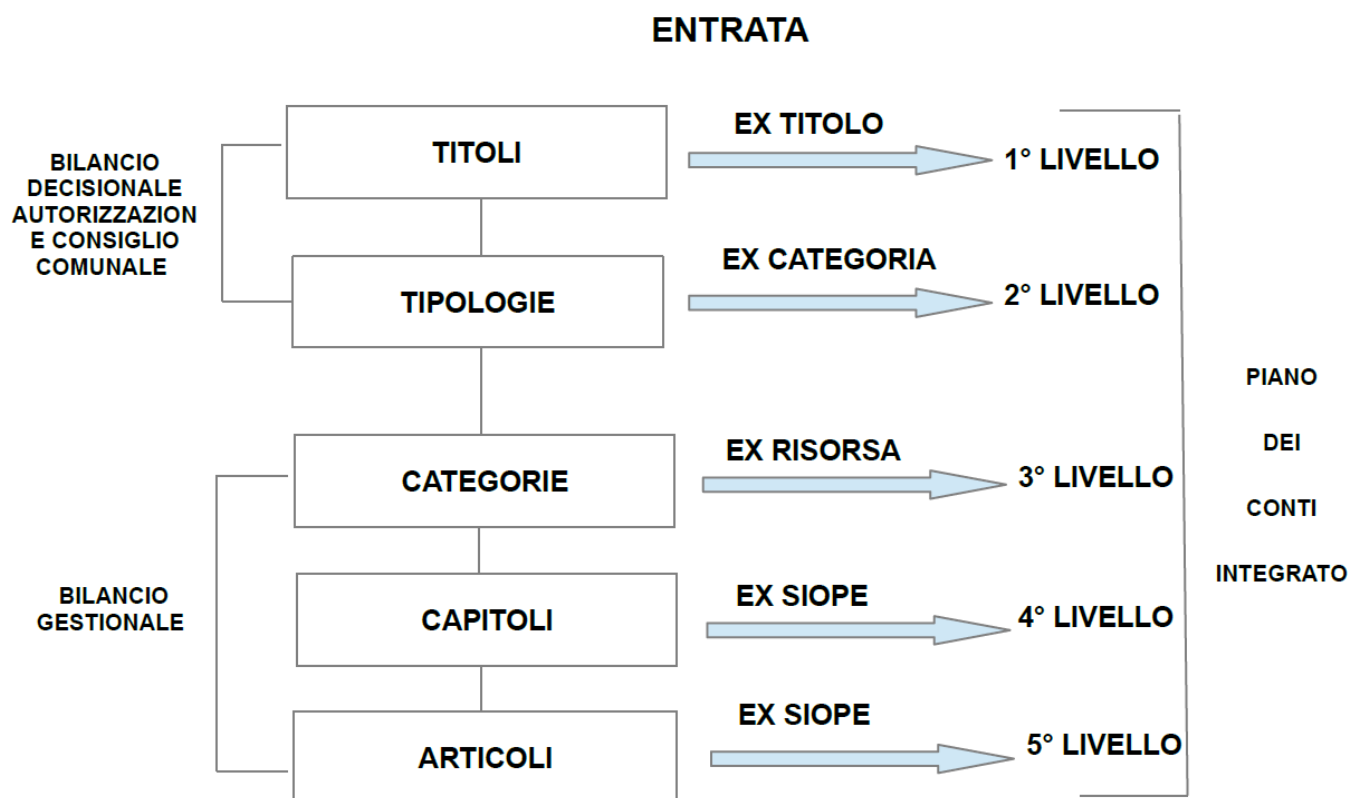 ENTRATA
BILANCIO
DECISIONALE
AUTORIZZAZION
E CONSIGLIO
COMUNALE
TITOLI
EX TITOLO
1° LIVELLO
TIPOLOGIE
EX CATEGORIA
2° LIVELLO
CATEGORIE
EX RISORSA
3° LIVELLO
BILANCIO
GESTIONALE
CAPITOLI
EX SIOPE
4° LIVELLO
ARTICOLI
EX SIOPE
5° LIVELLO
PIANO
DEI
CONTI
INTEGRATO